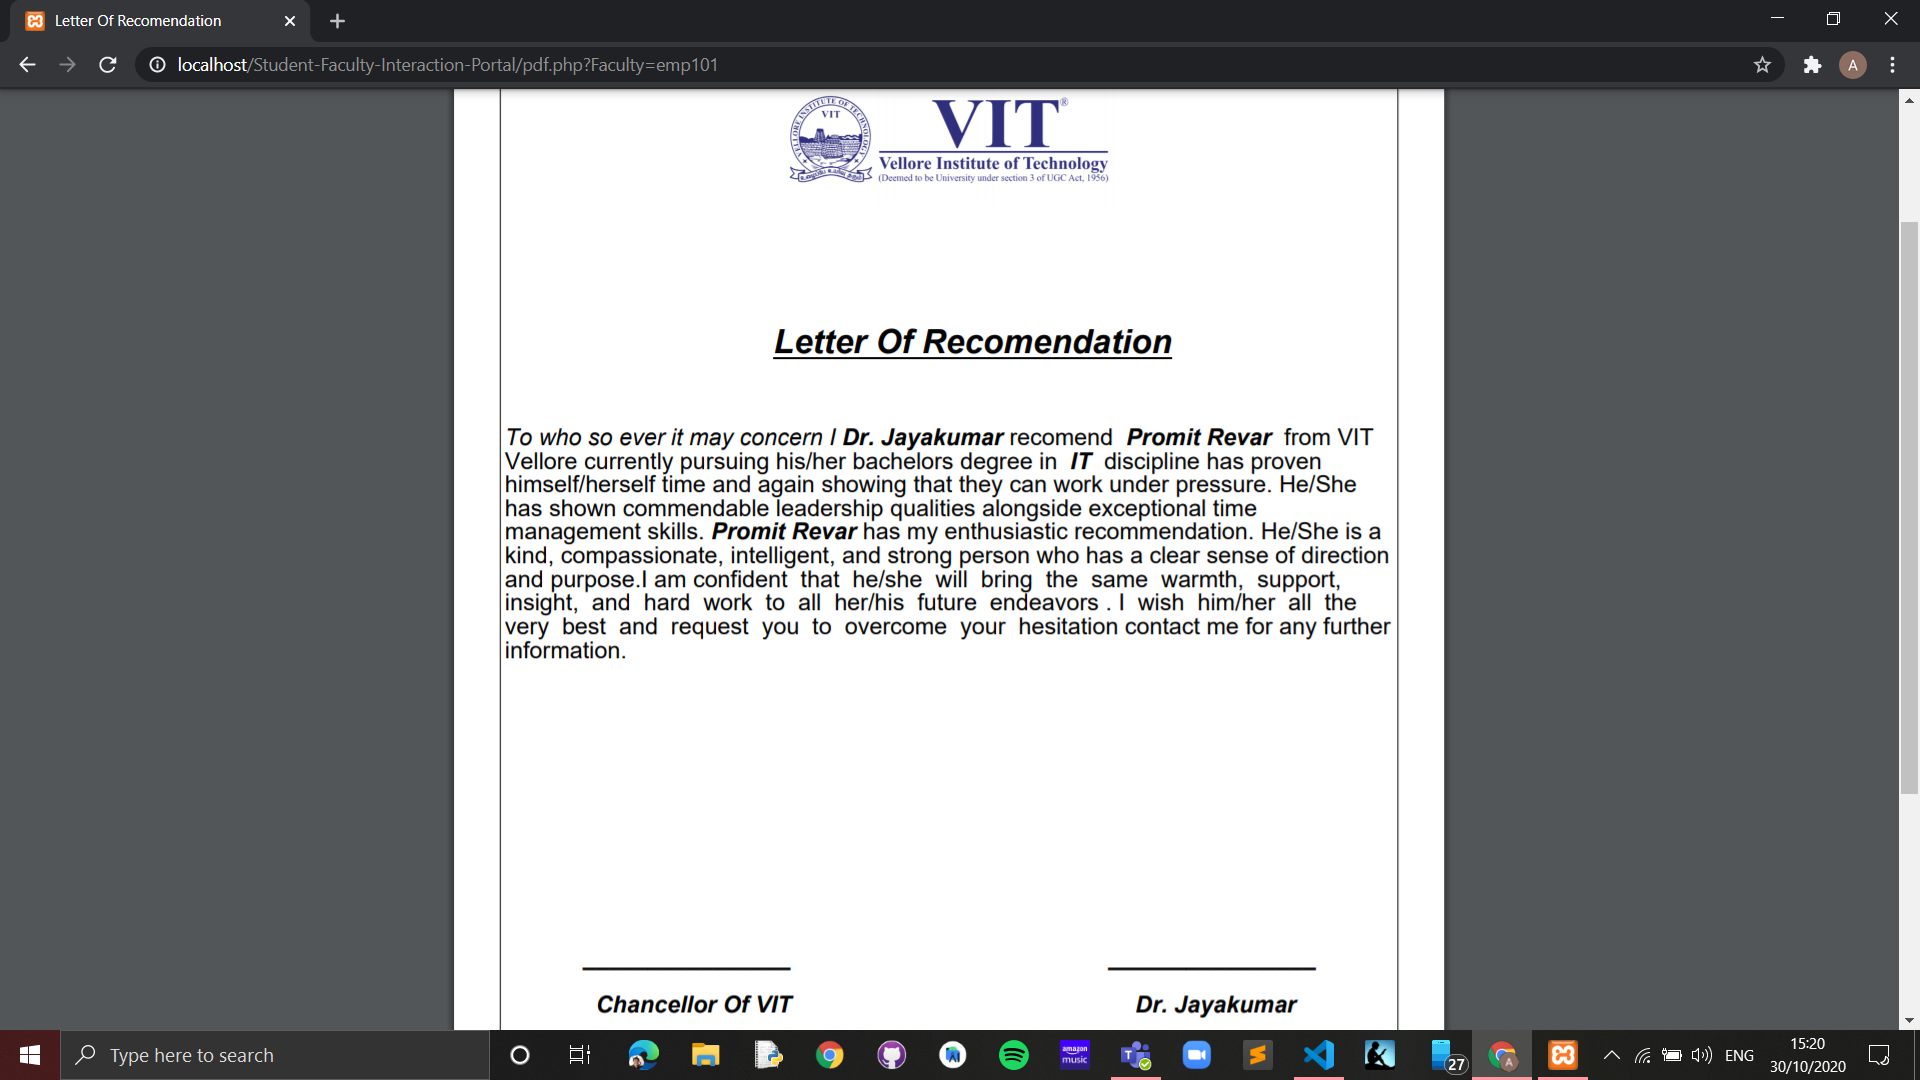 Letter Of Recomendation
localhost/Student-Faculty-Interaction-Portal/pdf.php?Faculty=emp101
A
VELLORE INSTITUTE OF TECHNOLOGY
VIT
VIT®
Vellore Institute of Technology
(Deemed to be University under section 3 of UGC Act, 1956)
Letter Of Recomendation
To who so ever it may concern I Dr. Jayakumar recomend Promit Revar from VIT
Vellore currently pursuing his/her bachelors degree in IT discipline has proven
himself/herself time and again showing that they can work under pressure. He/She
has shown commendable leadership qualities alongside exceptional time
management skills. Promit Revar has my enthusiastic recommendation. He/She is a
kind, compassionate, intelligent, and strong person who has a clear sense of direction
and purpose.I am confident that he/she will bring the same warmth, support,
insight, and hard work to all her/his future endeavors . I wish him/her all the
very best and request you to overcome your hesitation contact me for any further
information.
Chancellor Of VIT
Dr. Jayakumar
Type here to search
amazon
music
27
A
ENG
15:20
30/10/2020